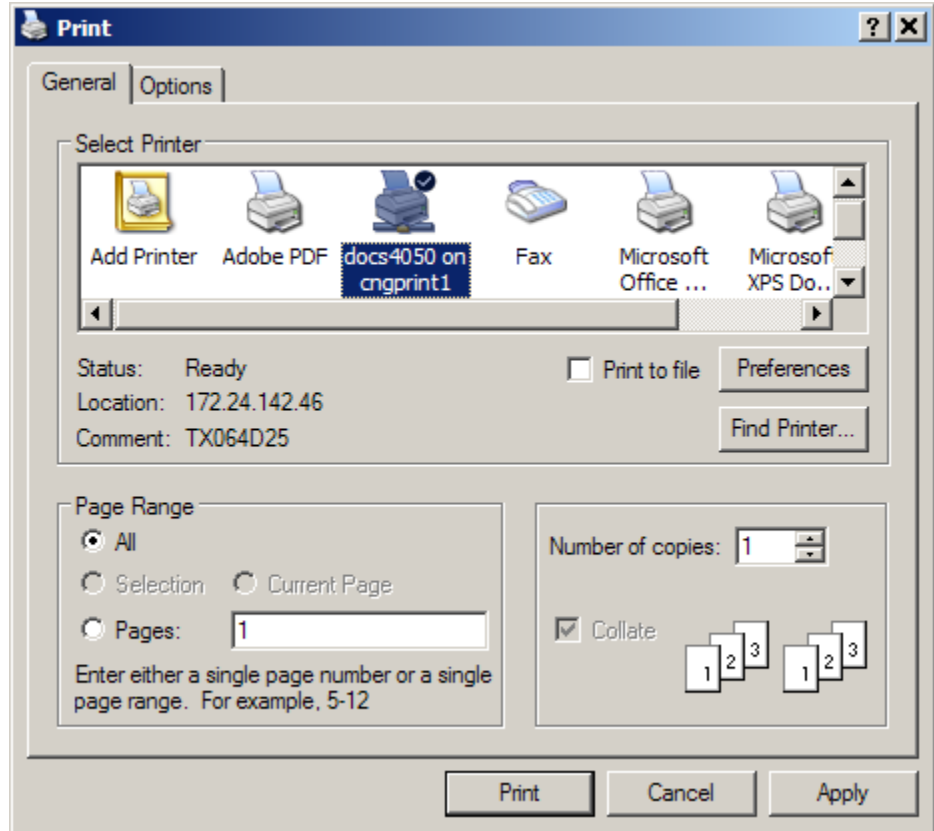 Print
General
Options
Select Printer
Add Printer
Adobe PDF
docs4050 on
cngprint1
Fax
Microsoft
Office ...
Microsof
XPS Do..
Status: Ready
Print to file
Preferences
Location: 172.24.142.46
Comment: TX064D25
Find Printer...
Page Range
All
Number of copies: 1
Selection
Current Page
Pages: 1
Collate
1 2 3 1 2 3
Enter either a single page number or a single
page range. For example, 5-12
Print
Cancel
Apply